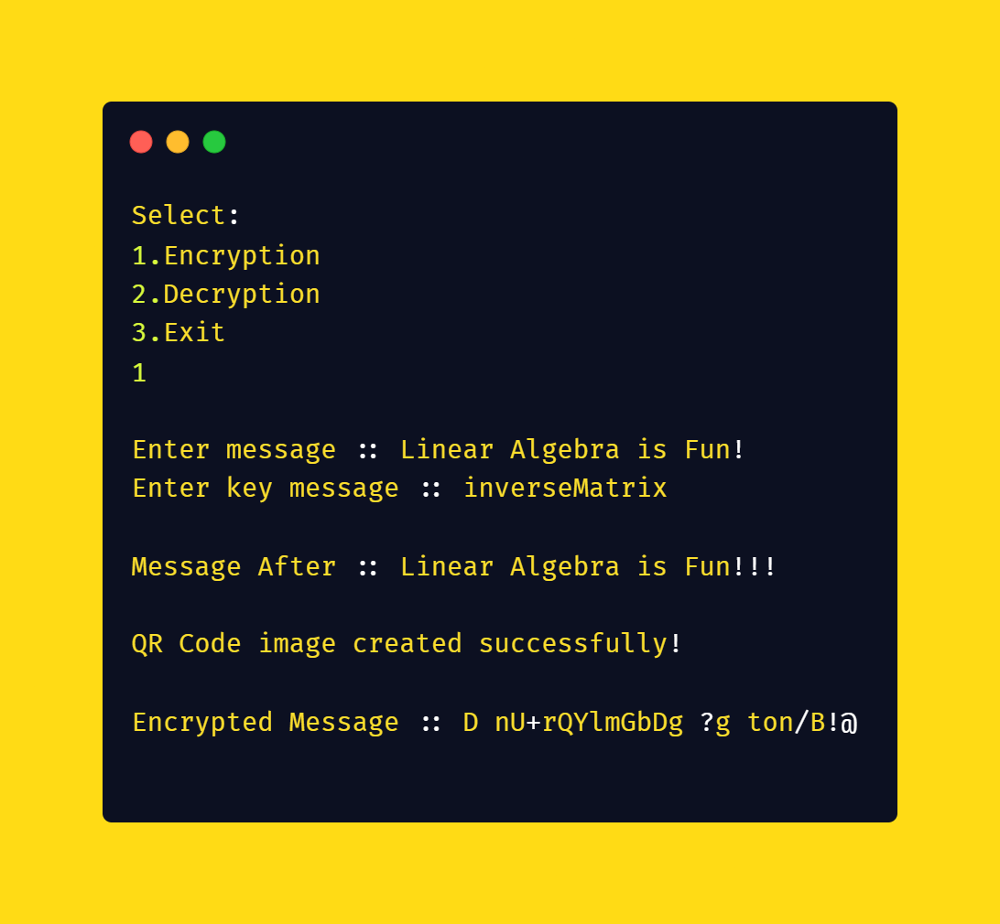 Select:
1.Encryption
2.Decryption
3.Exit
1
Enter message :: Linear Algebra is Fun!
Enter key message :: inverseMatrix
Message After :: Linear Algebra is Fun!!!
QR Code image created successfully!
Encrypted Message :: D nU+rQYlmGbDg ?g ton/B!@